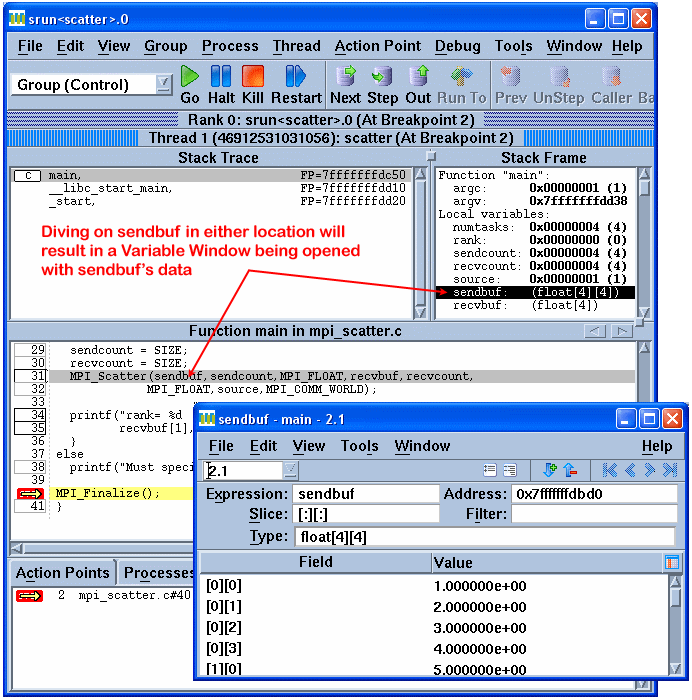 srun<scatter>.0
File Edit View Group Process Thread Action Point Debug Tools Window Help
Group (Control)
Go Halt Kill Restart Next Step Out Run To Prev UnStep Caller Ba
Rank 0: srun<scatter>.0 (At Breakpoint 2)
Thread 1 (46912531031056): scatter (At Breakpoint 2)
Stack Trace
C main, FP=7fffffffdc50
__libc_start_main, FP=7fffffffdd10
_start, FP=7fffffffdd20
Diving on sendbuf in either location will
result in a Variable Window being opened
with sendbuf's data
Stack Frame
Function "main":
argc: 0x00000001 (1)
argv: 0x7fffffffdd38
Local variables:
numtasks: 0x00000004 (4)
rank: 0x00000000 (0)
sendcount: 0x00000004 (4)
recvcount: 0x00000004 (4)
source: 0x00000001 (1)
sendbuf: (float[4][4])
recvbuf: (float[4])
Function main in mpi_scatter.c
29 sendcount = SIZE;
30 recvcount = SIZE;
31 MPI_Scatter(sendbuf,sendcount,MPI_FLOAT,recvbuf,recvcount,
32 MPI_FLOAT,source,MPI_COMM_WORLD);
33
34 printf("rank= %d
35 recvbuf[1],
36 }
37 else
38 printf("Must speci
39
MPI_Finalize();
41 }
Action Points Processes
2 mpi_scatter.c#40
sendbuf - main - 2.1
File Edit View Tools Window Help
2.1
Expression: sendbuf Address: 0x7fffffffdbd0
Slice: [:][:] Filter:
Type: float[4][4]
Field Value
[0][0] 1.000000e+00
[0][1] 2.000000e+00
[0][2] 3.000000e+00
[0][3] 4.000000e+00
[1][0] 5.000000e+00